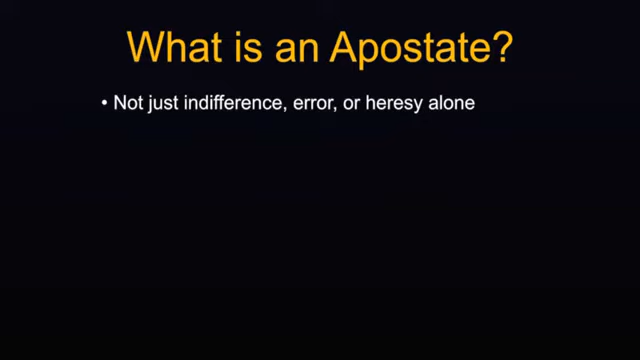 What is an Apostate?
• Not just indifference, error, or heresy alone